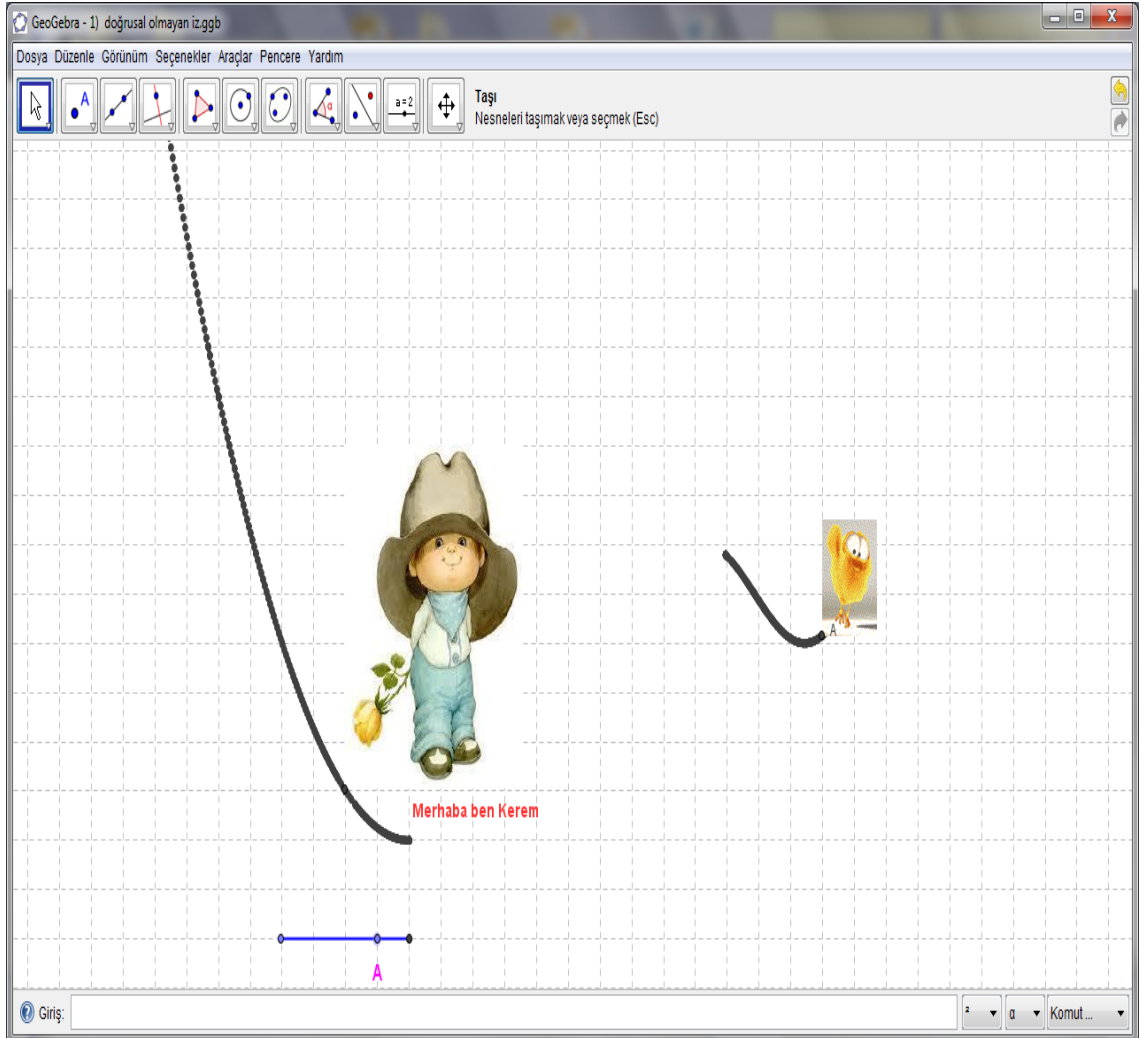 GeoGebra - 1) doğrusal olmayan iz.ggb
Dosya Düzenle Görünüm Seçenekler Araçlar Pencere Yardım
A
α
a=2
Taşı
Nesneleri taşımak veya seçmek (Esc)
A
Merhaba ben Kerem
A
Giriş:
²
α
Komut ...